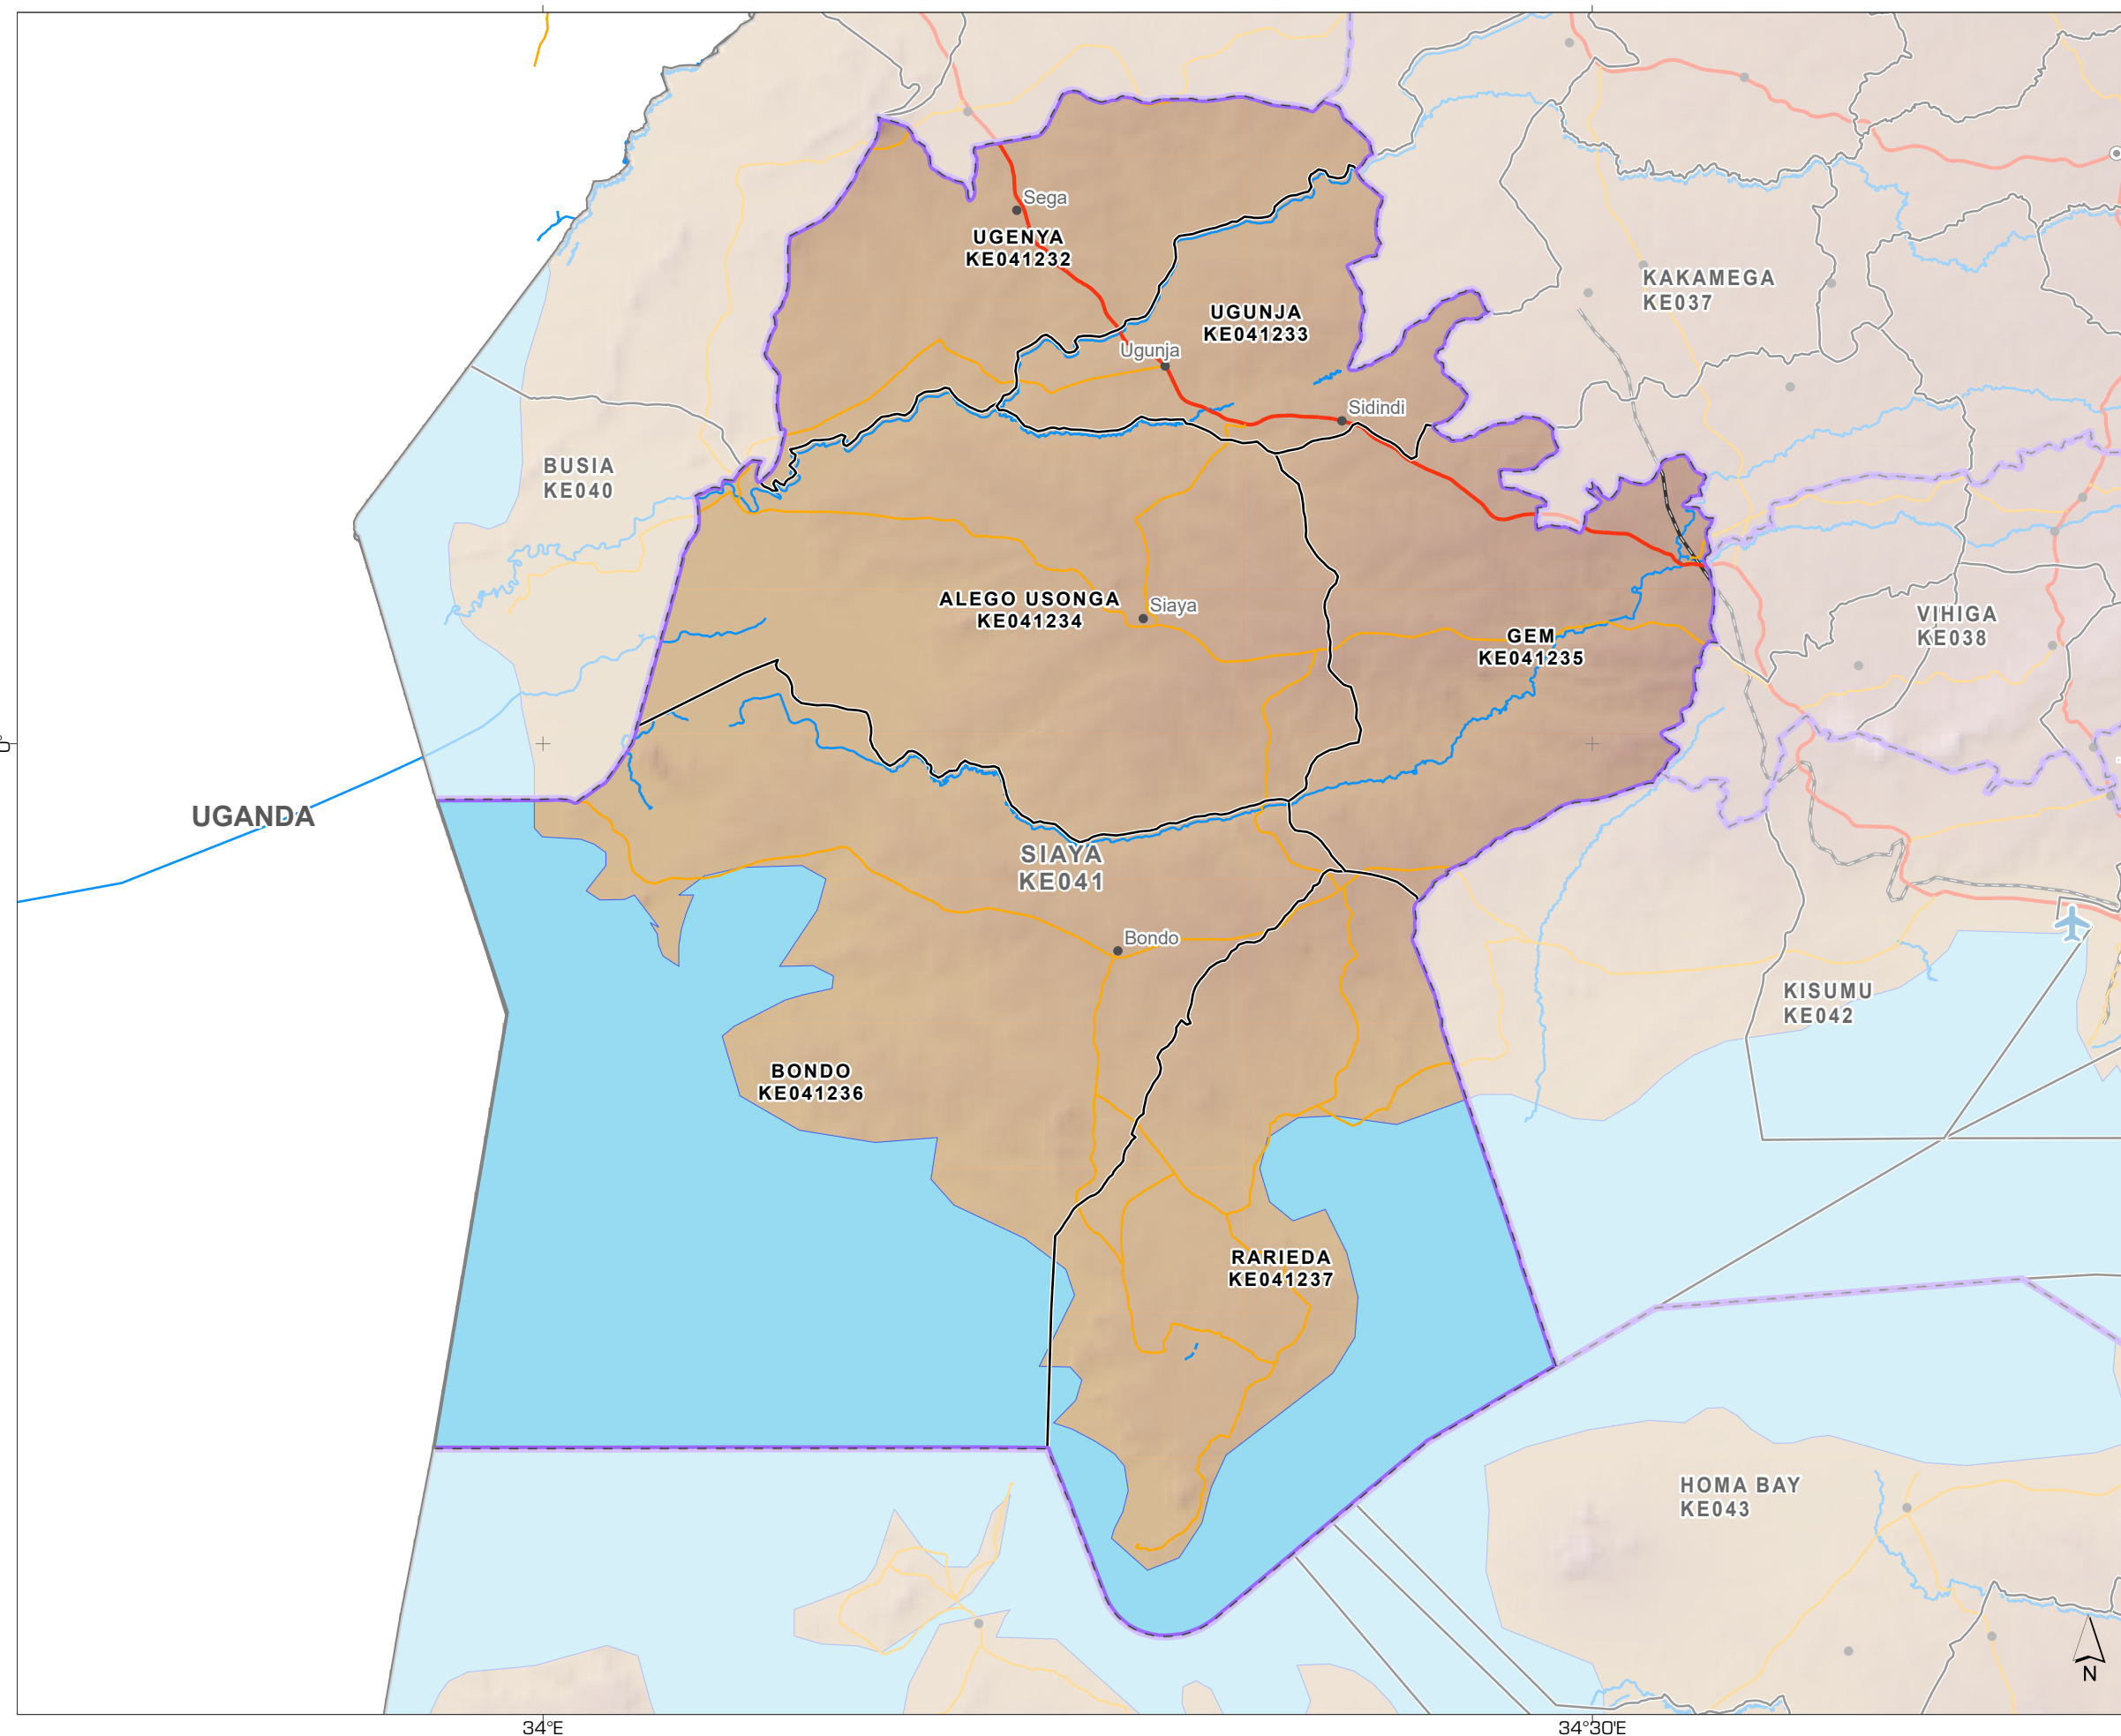 Sega
UGENYA
KE041232
KAKAMEGA
KE037
UGUNJA
KE041233
Ugunja
Sidindi
BUSIA
KE040
ALEGO USONGA
KE041234
Siaya
VIHIGA
KE038
GEM
KE041235
0°
UGANDA
SIAYA
KE041
Bondo
KISUMU
KE042
BONDO
KE041236
RARIEDA
KE041237
HOMA BAY
KE043
N
34°E
34°30'E